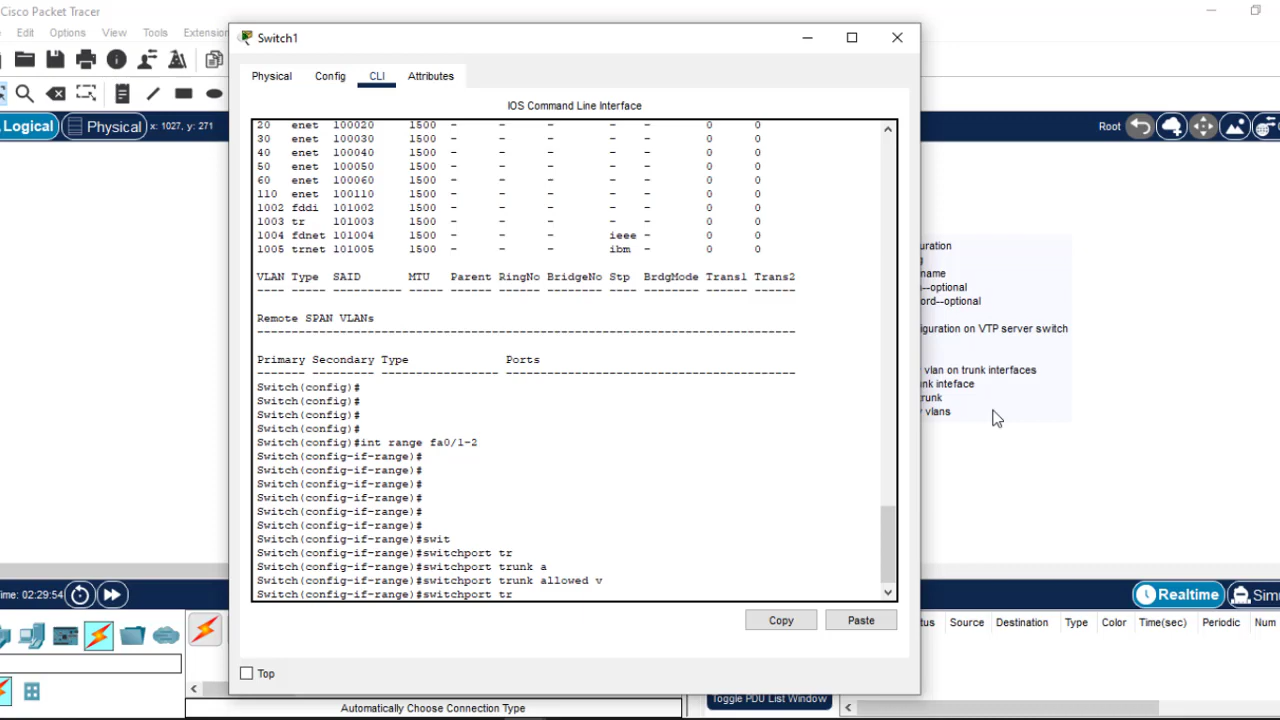 Cisco Packet Tracer
Edit Options View Tools Extension
Logical Physical x: 1027, y: 271
Root
Switch1
Physical Config CLI Attributes
IOS Command Line Interface
20 enet 100020 1500 - - - - - 0 0
30 enet 100030 1500 - - - - - 0 0
40 enet 100040 1500 - - - - - 0 0
50 enet 100050 1500 - - - - - 0 0
60 enet 100060 1500 - - - - - 0 0
110 enet 100110 1500 - - - - - 0 0
1002 fddi 101002 1500 - - - - - 0 0
1003 tr 101003 1500 - - - - - 0 0
1004 fdnet 101004 1500 - - - ieee - 0 0
1005 trnet 101005 1500 - - - ibm - 0 0
VLAN Type SAID MTU Parent RingNo BridgeNo Stp BrdgMode Trans1 Trans2
---- ----- ---------- ----- ------ ------ -------- ---- -------- ------ ------
Remote SPAN VLANs
------------------------------------------------------------------------------
Primary Secondary Type Ports
------- --------- ----------------- ------------------------------------------
Switch(config)#
Switch(config)#
Switch(config)#
Switch(config)#
Switch(config)#int range fa0/1-2
Switch(config-if-range)#
Switch(config-if-range)#
Switch(config-if-range)#
Switch(config-if-range)#
Switch(config-if-range)#
Switch(config-if-range)#
Switch(config-if-range)#swit
Switch(config-if-range)#switchport tr
Switch(config-if-range)#switchport trunk a
Switch(config-if-range)#switchport trunk allowed v
Switch(config-if-range)#switchport tr
Copy Paste
Top
uration
g
name
)--optional
ord--optional
iguration on VTP server switch
vlan on trunk interfaces
unk inteface
trunk
vlans
Time: 02:29:54
Realtime Simu
tus Source Destination Type Color Time(sec) Periodic Num
Automatically Choose Connection Type
Toggle PDU List Window